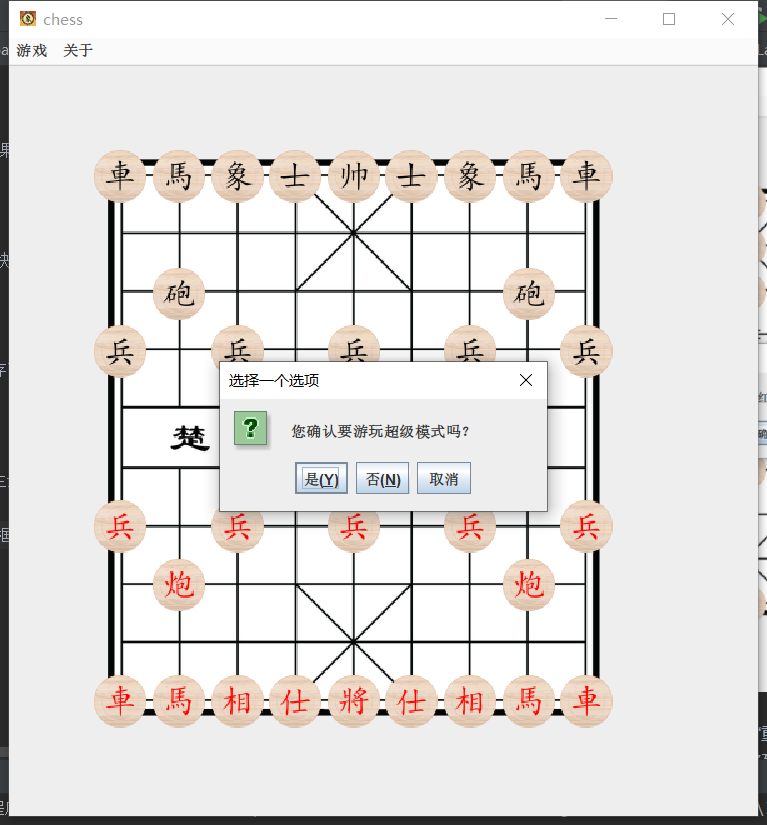 chess
游戏 关于
車 馬 象 士 帅 士 象 馬 車
砲 砲
兵 兵 兵 兵 兵
选择一个选项
您确认要游玩超级模式吗?
楚
是(Y) 否(N) 取消
兵 兵 兵 兵 兵
炮 炮
車 馬 相 仕 將 仕 相 馬 車